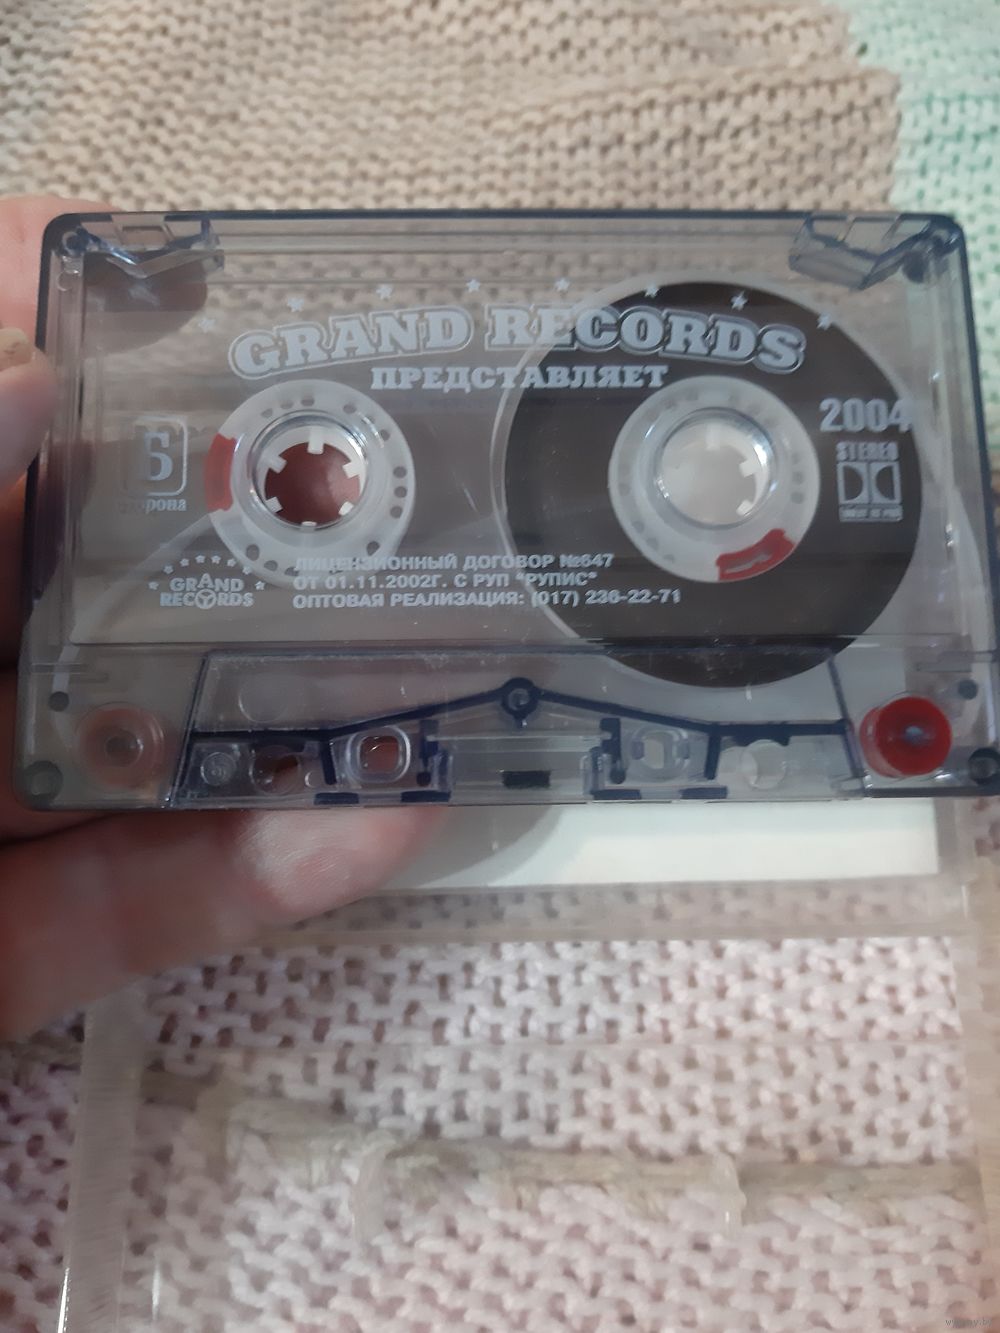 GRAND RECORDS
ПРЕДСТАВЛЯЕТ
2004
Б
сторона
STEREO
ЛИЦЕНЗИОННЫЙ ДОГОВОР №647
ОТ 01.11.2002Г. С РУП "РУПИС"
ОПТОВАЯ РЕАЛИЗАЦИЯ: (017) 236-22-71
GRAND
RECORDS